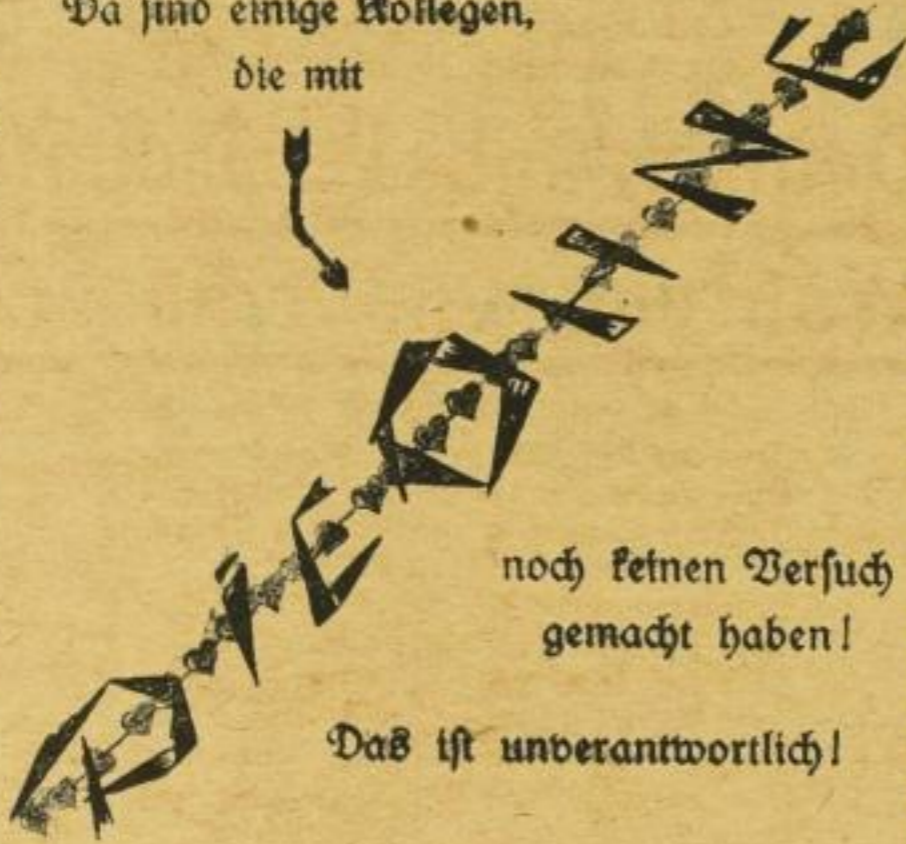 Da sind einige Kollegen,
die mit
noch keinen Versuch
gemacht haben!
Das ist unverantwortlich!